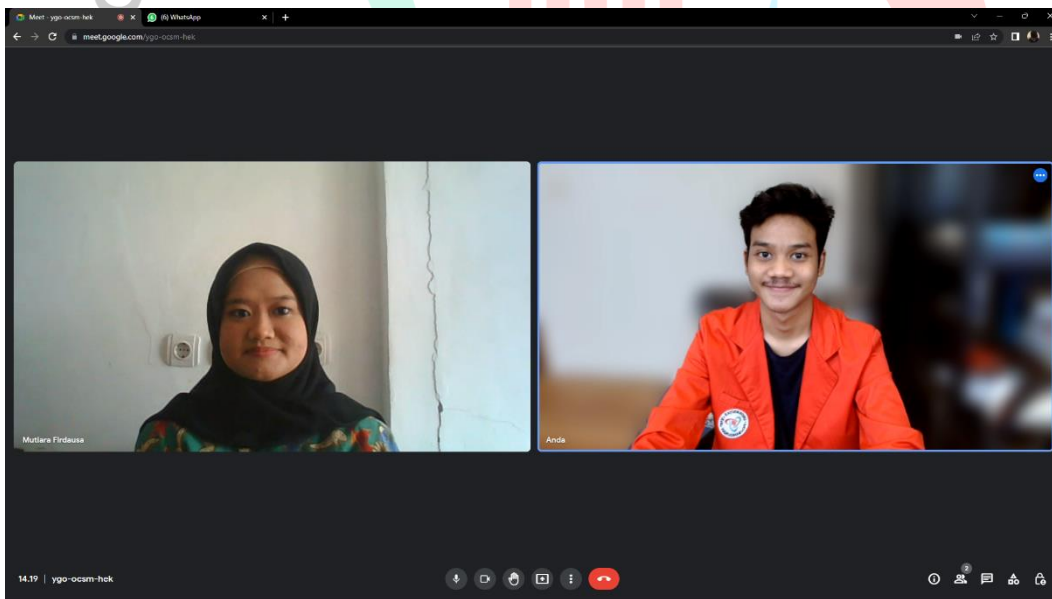 Meet - ygo-ocsm-hek
(6) WhatsApp
meet.google.com/ygo-ocsm-hek
Mutiara Firdausa
Anda
14.19 | ygo-ocsm-hek
2